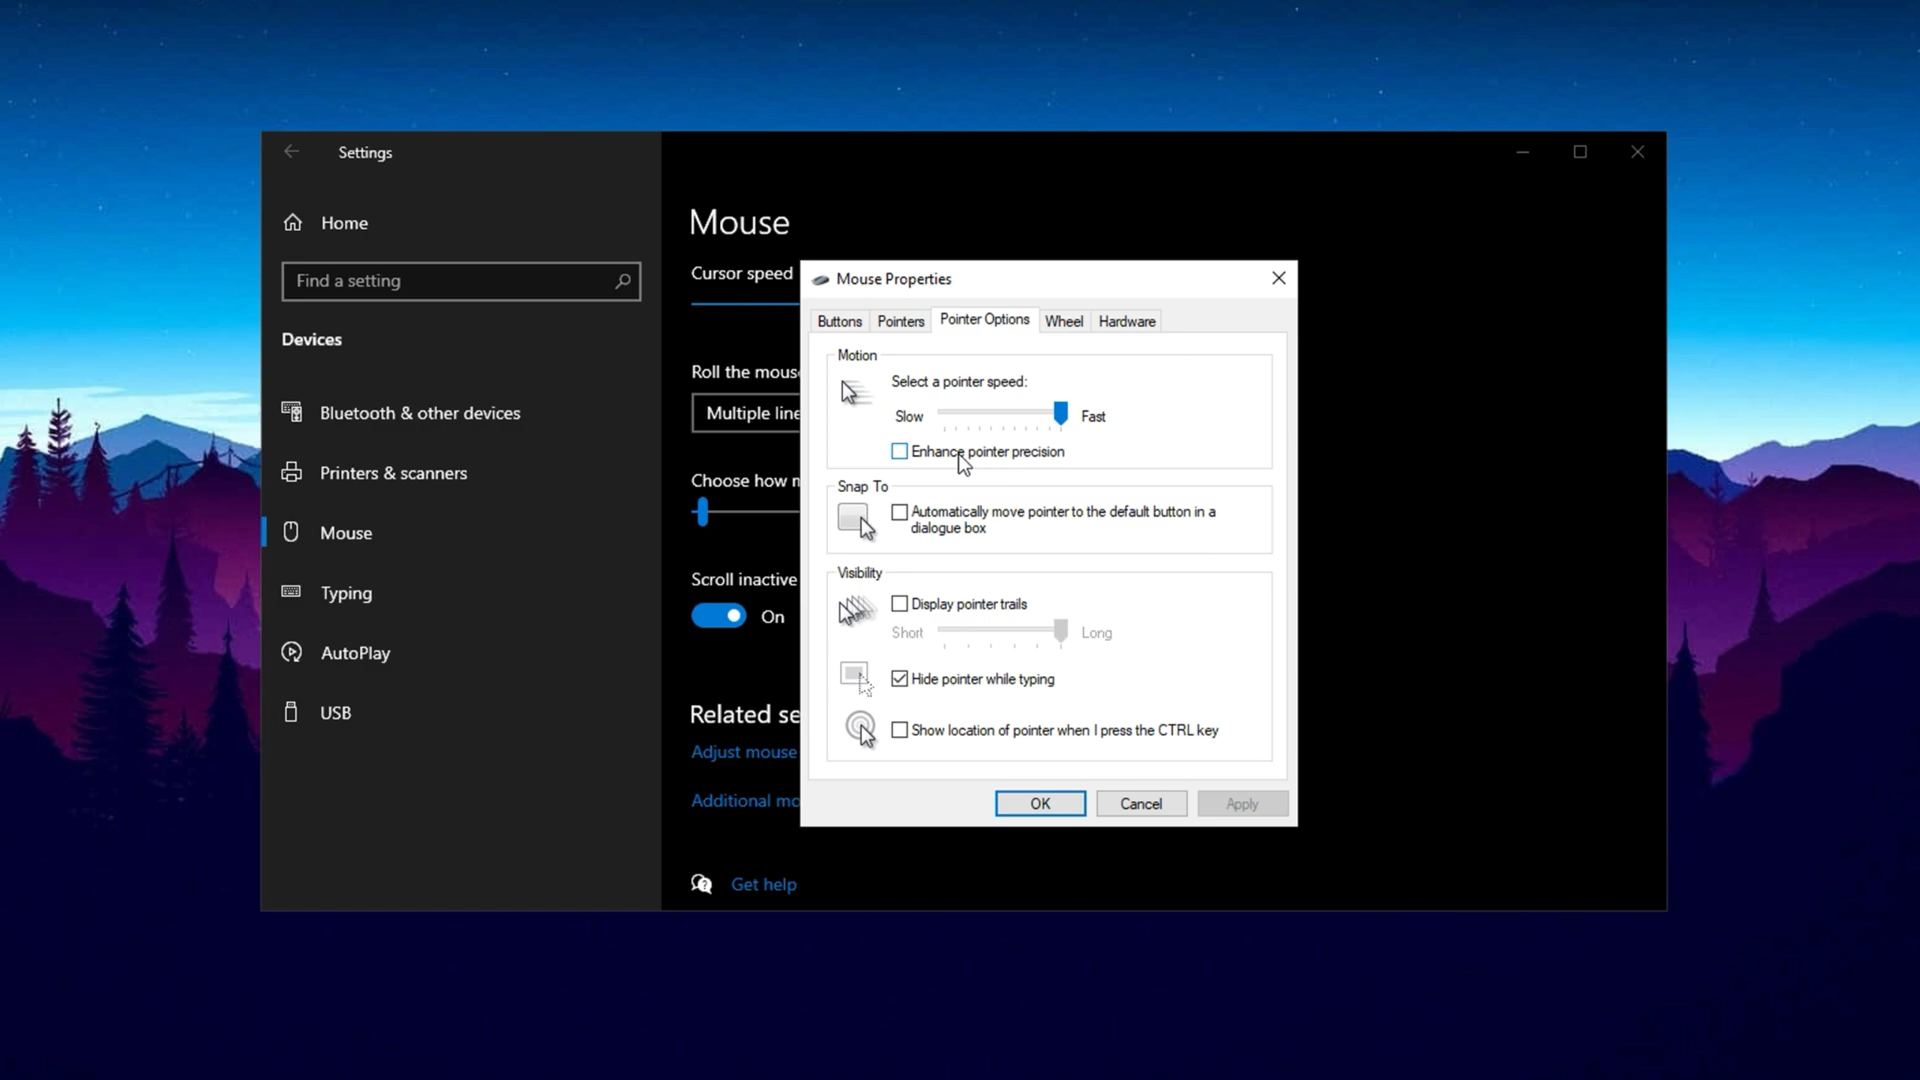 Settings
Home
Find a setting
Devices
Bluetooth & other devices
Printers & scanners
Mouse
Typing
AutoPlay
USB
Mouse
Cursor speed
Roll the
Multiple
Choose how
Scroll inactive
On
Related
Adjust mouse
Additional
Get help
Mouse Properties
Buttons
Pointers
Pointer Options
Wheel
Hardware
Motion
Select a pointer speed:
Slow
Fast
Enhance pointer precision
Snap To
Automatically move pointer to the default button in a
dialogue box
Visibility
Display pointer trails
Short
Long
Hide pointer while typing
Show location of pointer when I press the CTRL key
OK
Cancel
Apply